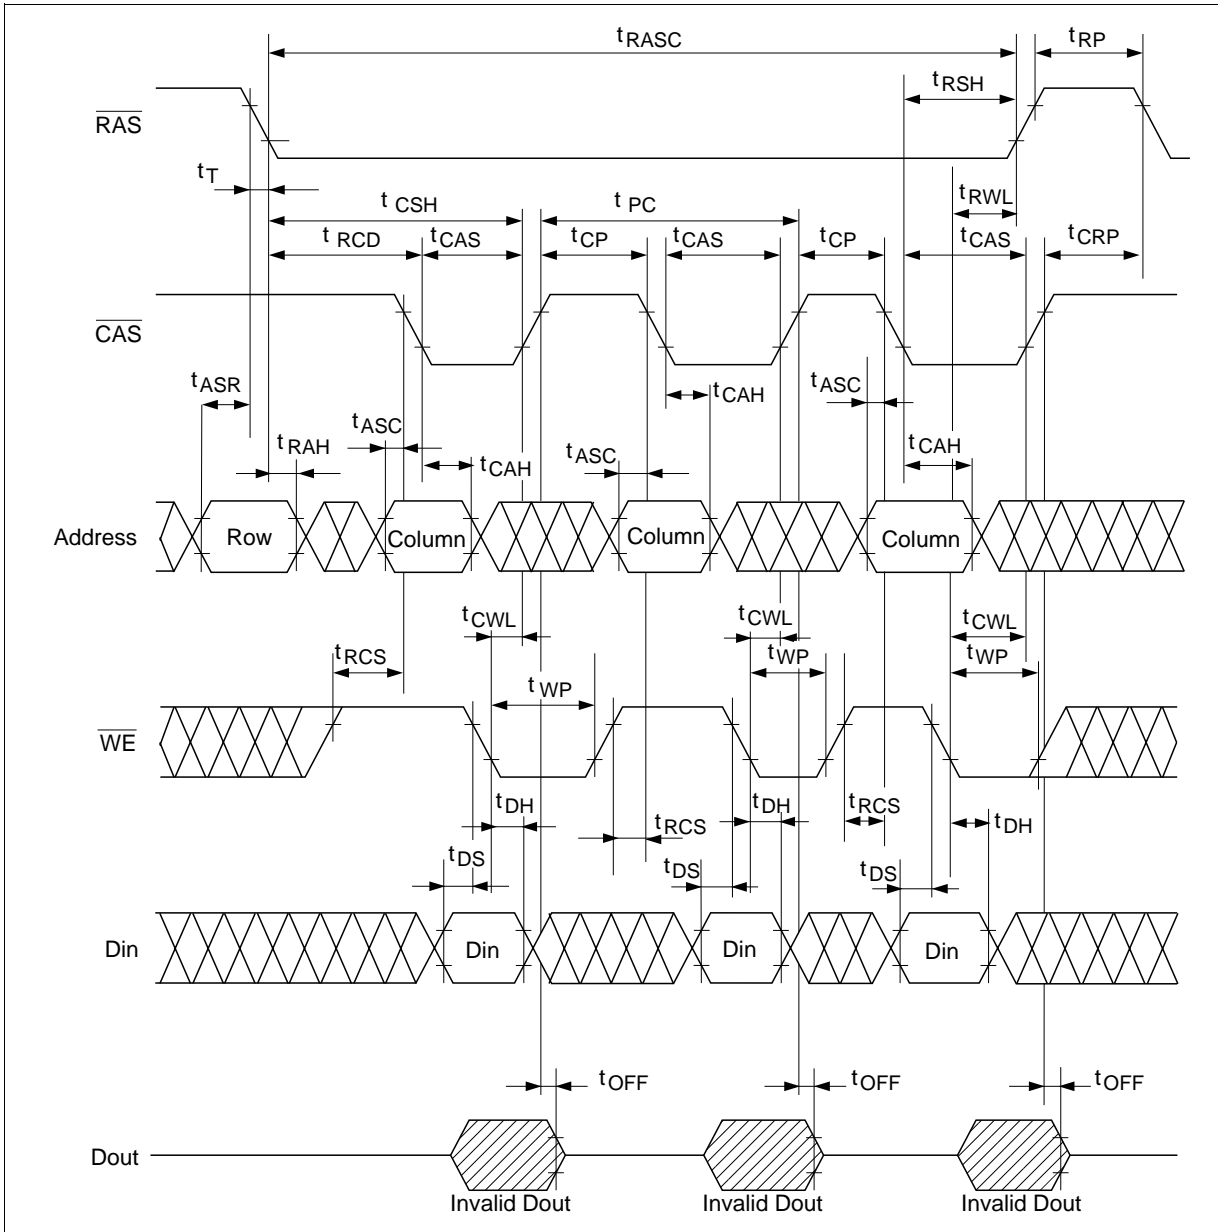 tRASC tRP
tRSH
RAS
tT
tCSH tPC tRWL
tRCD tCAS tCP tCAS tCP tCAS tCRP
CAS
tASR tASC tRAH tCAH tASC tCAH tASC tCAH
Address Row Column Column Column
tCWL tCWL tCWL
tRCS tWP tWP tWP
WE
tDH tRCS tDH tRCS tDH
tDS tDS tDS
Din Din Din Din
tOFF tOFF tOFF
Dout
Invalid Dout Invalid Dout Invalid Dout